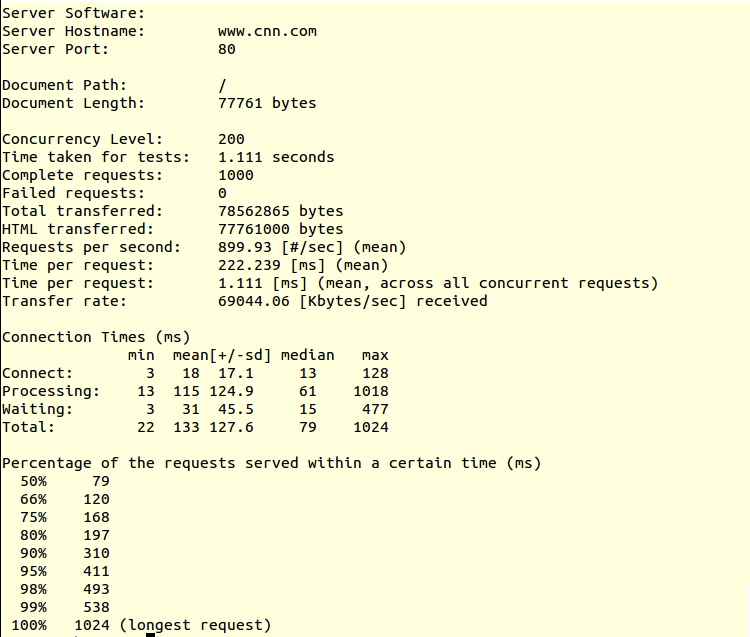 Server Software:
Server Hostname:        www.cnn.com
Server Port:            80

Document Path:          /
Document Length:        77761 bytes

Concurrency Level:      200
Time taken for tests:   1.111 seconds
Complete requests:      1000
Failed requests:        0
Total transferred:      78562865 bytes
HTML transferred:       77761000 bytes
Requests per second:    899.93 [#/sec] (mean)
Time per request:       222.239 [ms] (mean)
Time per request:       1.111 [ms] (mean, across all concurrent requests)
Transfer rate:          69044.06 [Kbytes/sec] received

Connection Times (ms)
              min  mean[+/-sd] median   max
Connect:        3   18  17.1     13     128
Processing:    13  115 124.9     61    1018
Waiting:        3   31  45.5     15     477
Total:         22  133 127.6     79    1024

Percentage of the requests served within a certain time (ms)
  50%     79
  66%    120
  75%    168
  80%    197
  90%    310
  95%    411
  98%    493
  99%    538
 100%   1024 (longest request)